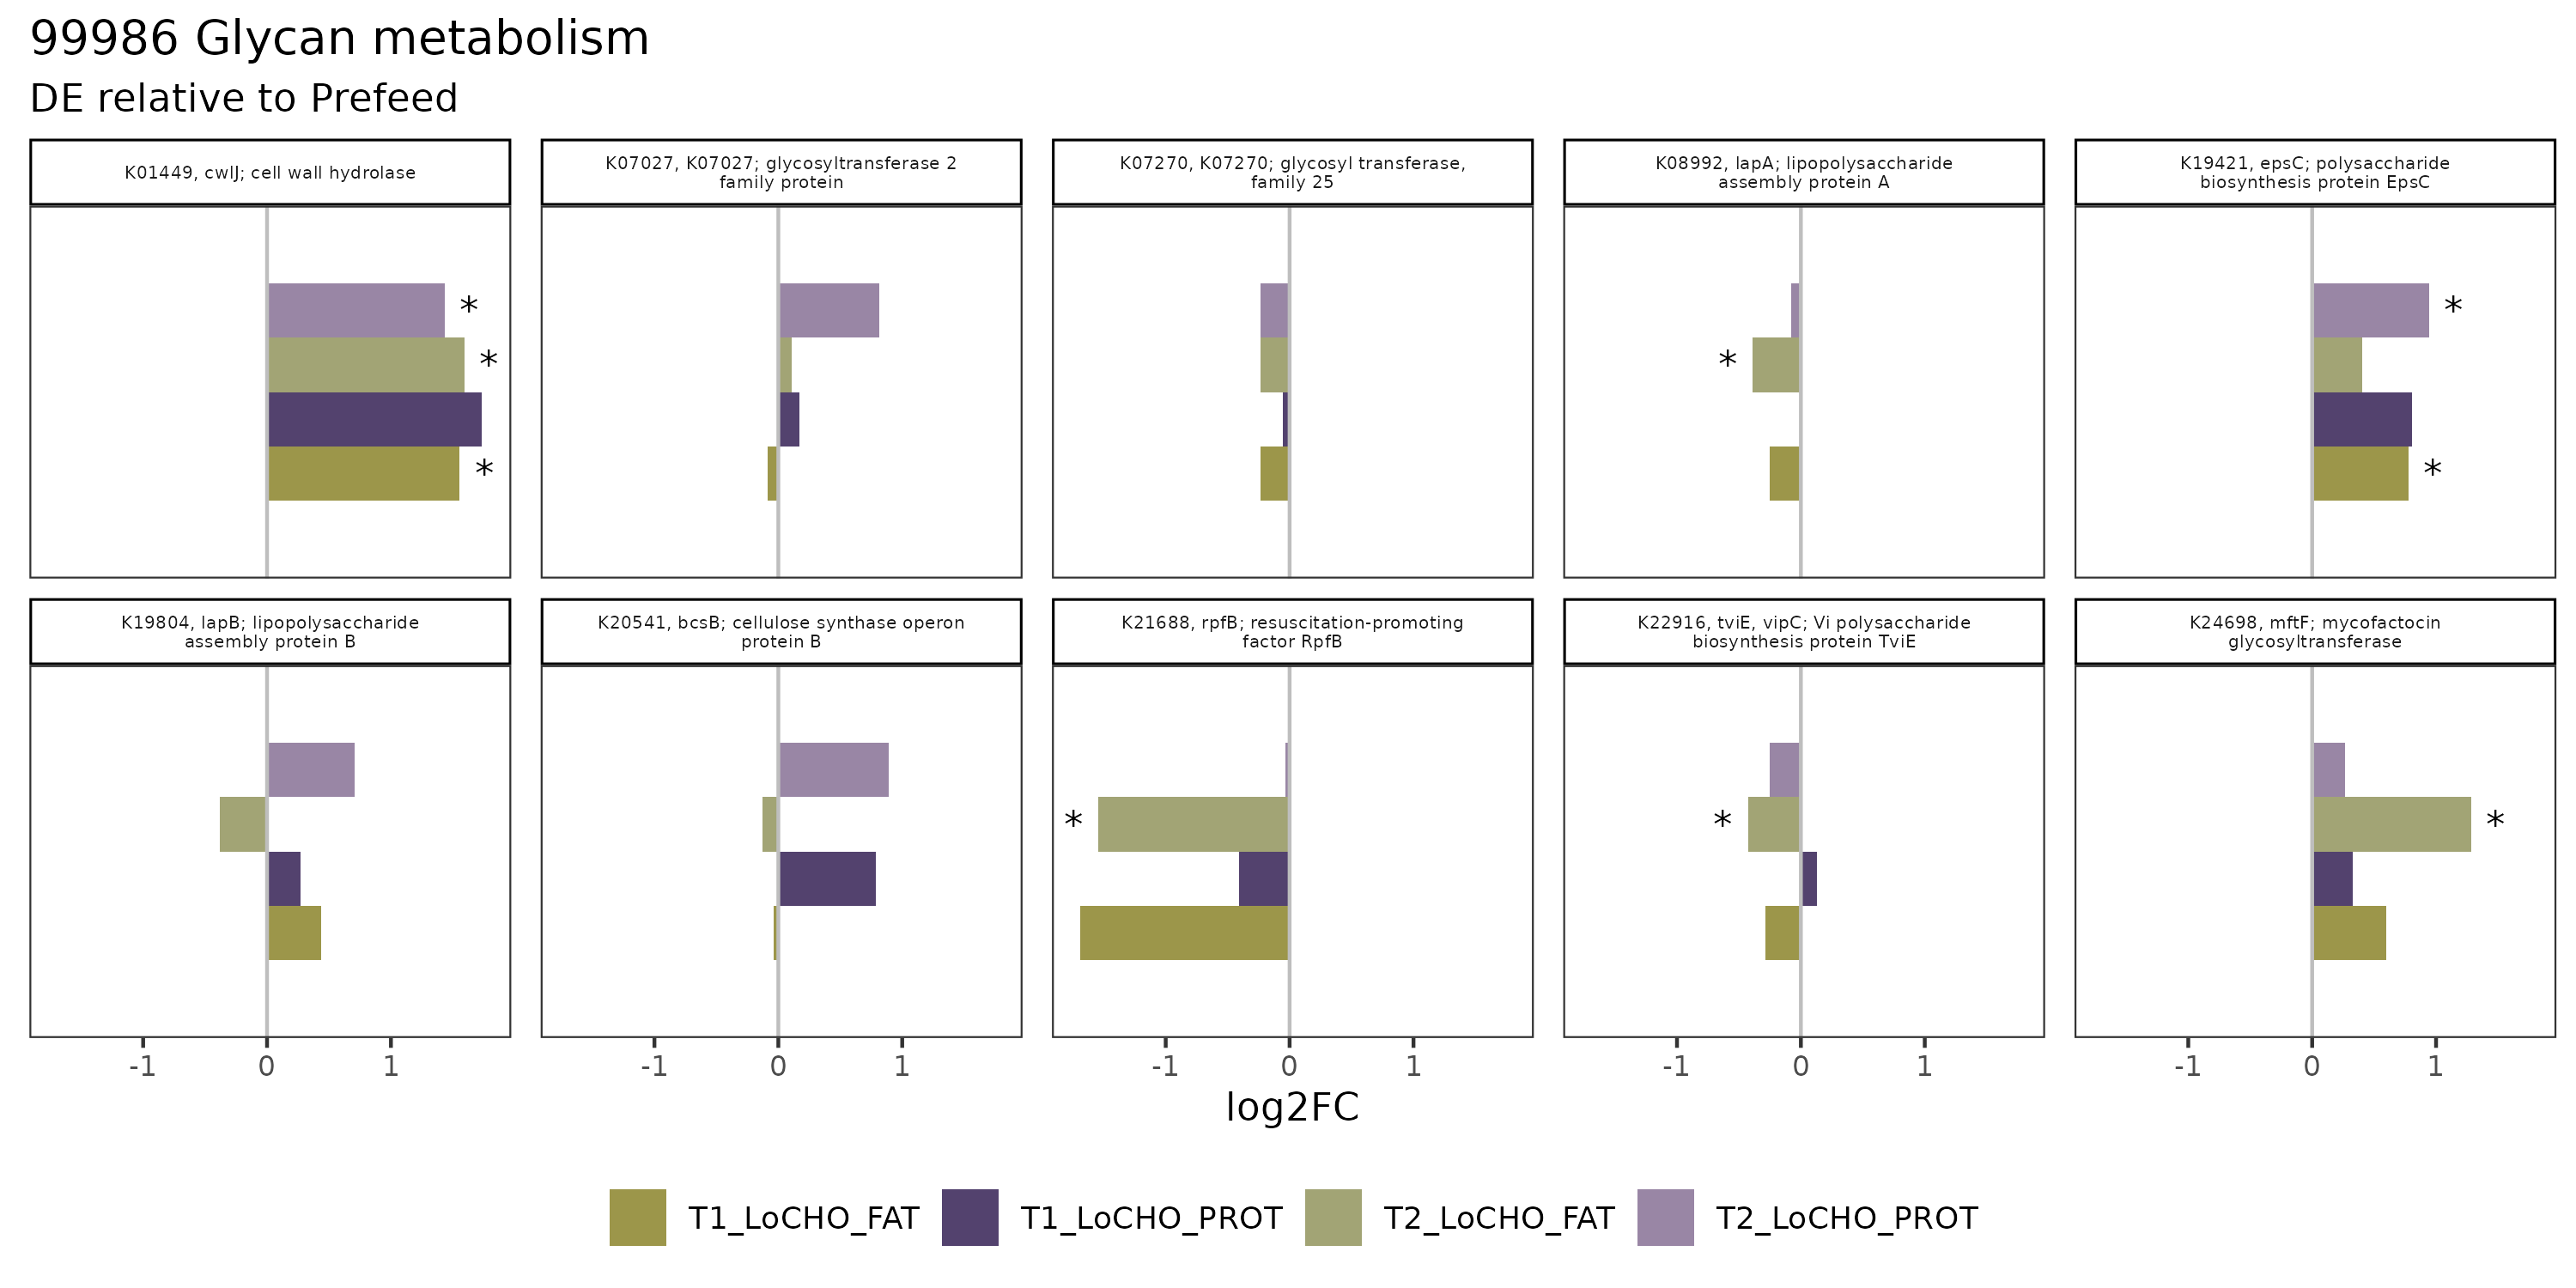 99986 Glycan metabolism
DE relative to Prefeed
K01449, cwlJ; cell wall hydrolase
K07027, K07027; glycosyltransferase 2
family protein
K07270, K07270; glycosyl transferase,
family 25
K08992, lapA; lipopolysaccharide
assembly protein A
K19421, epsC; polysaccharide
biosynthesis protein EpsC
*
*
*
*
*
*
K19804, lapB; lipopolysaccharide
assembly protein B
K20541, bcsB; cellulose synthase operon
protein B
K21688, rpfB; resuscitation-promoting
factor RpfB
K22916, tviE, vipC; Vi polysaccharide
biosynthesis protein TviE
K24698, mftF; mycofactocin
glycosyltransferase
*
*
*
-1 0 1
-1 0 1
-1 0 1
-1 0 1
-1 0 1
log2FC
T1_LoCHO_FAT
T1_LoCHO_PROT
T2_LoCHO_FAT
T2_LoCHO_PROT